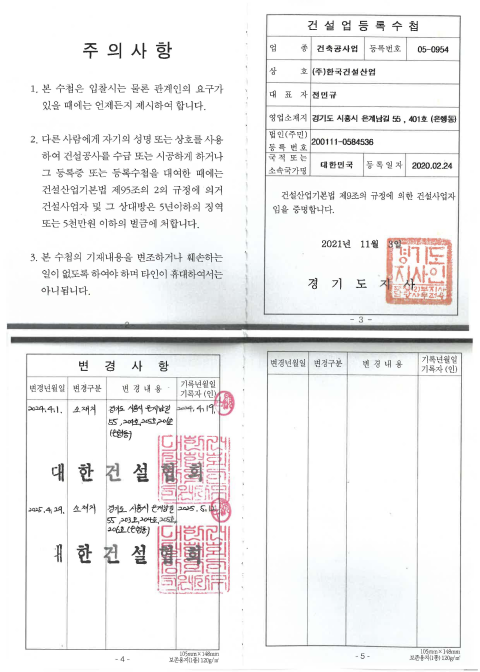 주 의 사 항
1. 본 수첩은 입찰시는 물론 관계인의 요구가
있을 때에는 언제든지 제시하여 합니다.
2. 다른 사람에게 자기의 성명 또는 상호를 사용
하여 건설공사를 수급 또는 시공하게 하거나
그 등록증 또는 등록수첩을 대여한 때에는
건설산업기본법 제95조의 2의 규정에 의거
건설사업자 및 그 상대방은 5년이하의 징역
또는 5천만원 이하의 벌금에 처합니다.
3. 본 수첩의 기재내용을 변조하거나 훼손하는
일이 없도록 하여야 하며 타인이 휴대하여서는
아니됩니다.
건 설 업 등 록 수 첩
업 종 건축공사업 등록번호 05-0954
상 호 (주)한국건설산업
대 표 자 전민규
영업소재지 경기도 시흥시 은계남길 55 , 401호 (은행동)
법인(주민)
등 록 번 호 200111-0584536
국 적 또 는
소속국가명 대한민국 등 록 일 자 2020.02.24
건설산업기본법 제9조의 규정에 의한 건설사업자
임을 증명합니다.
2021년 11월 3일
경 기 도 지 사
- 3 -
변 경 사 항
변경년월일 변경구분 변 경 내 용 기록년월일
기록자 (인)
2024.4.1. 소재지 경기도 시흥시 은계남길 2024.4.19.
55 , 204호, 205호, 206호
(은행동)
대 한 건 설 협 회
2025.4.29. 소재지 경기도 시흥시 은계남길 2025.5.
55 , 203호, 204호, 205호,
206호 (은행동)
대 한 건 설 협 회
105mm×148mm
- 4 - 보존용지(1종) 120g/㎡
변경년월일 변경구분 변 경 내 용 기록년월일
기록자 (인)
105mm×148mm
- 5 - 보존용지(1종) 120g/㎡